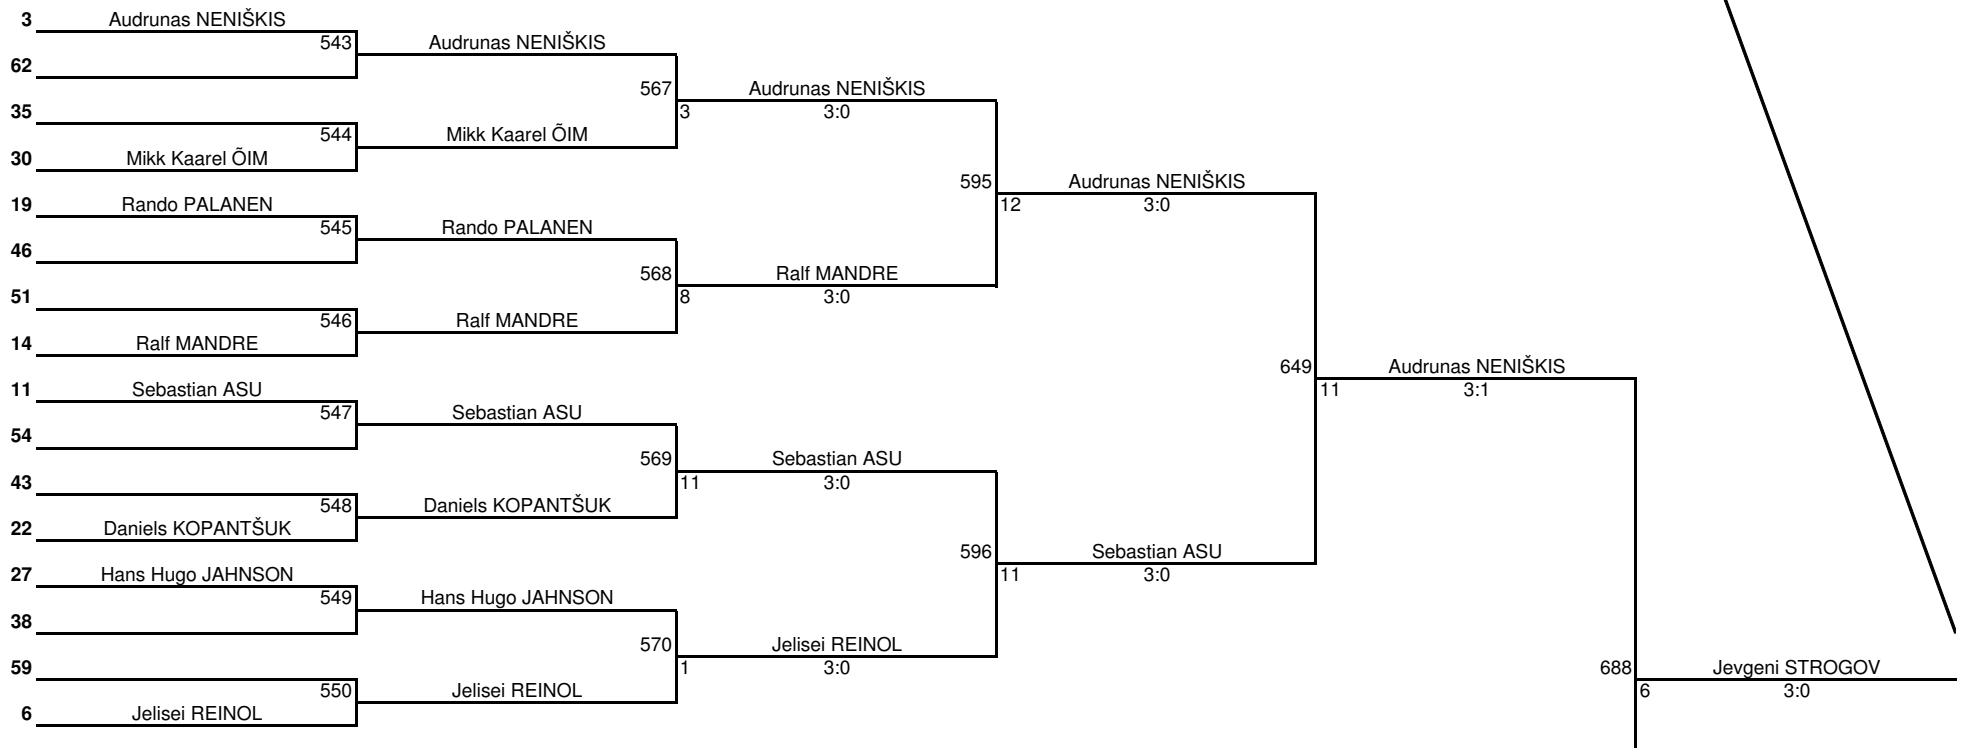 3 Audrunas NENIŠKIS
543 Audrunas NENIŠKIS
62
567 Audrunas NENIŠKIS
35 3 3:0
544 Mikk Kaarel ÕIM
30 Mikk Kaarel ÕIM
595 Audrunas NENIŠKIS
19 Rando PALANEN 12 3:0
545 Rando PALANEN
46
568 Ralf MANDRE
51 8 3:0
546 Ralf MANDRE
14 Ralf MANDRE
649 Audrunas NENIŠKIS
11 Sebastian ASU 11 3:1
547 Sebastian ASU
54
569 Sebastian ASU
43 11 3:0
548 Daniels KOPANTŠUK
22 Daniels KOPANTŠUK
596 Sebastian ASU
27 Hans Hugo JAHNSON 11 3:0
549 Hans Hugo JAHNSON
38
570 Jelisei REINOL
59 1 3:0 688 Jevgeni STROGOV
550 Jelisei REINOL 6 3:0
6 Jelisei REINOL